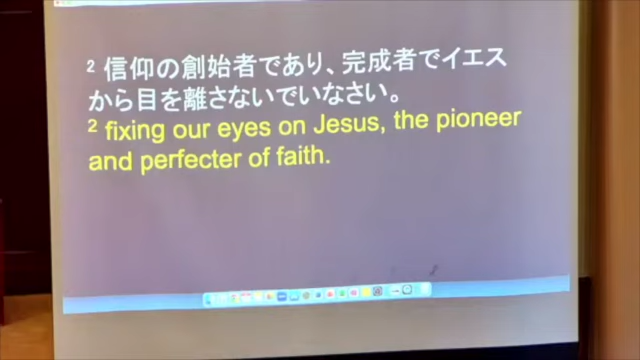 2 信仰の創始者であり、完成者でイエス
から目を離さないでいなさい。
2 fixing our eyes on Jesus, the pioneer
and perfecter of faith.